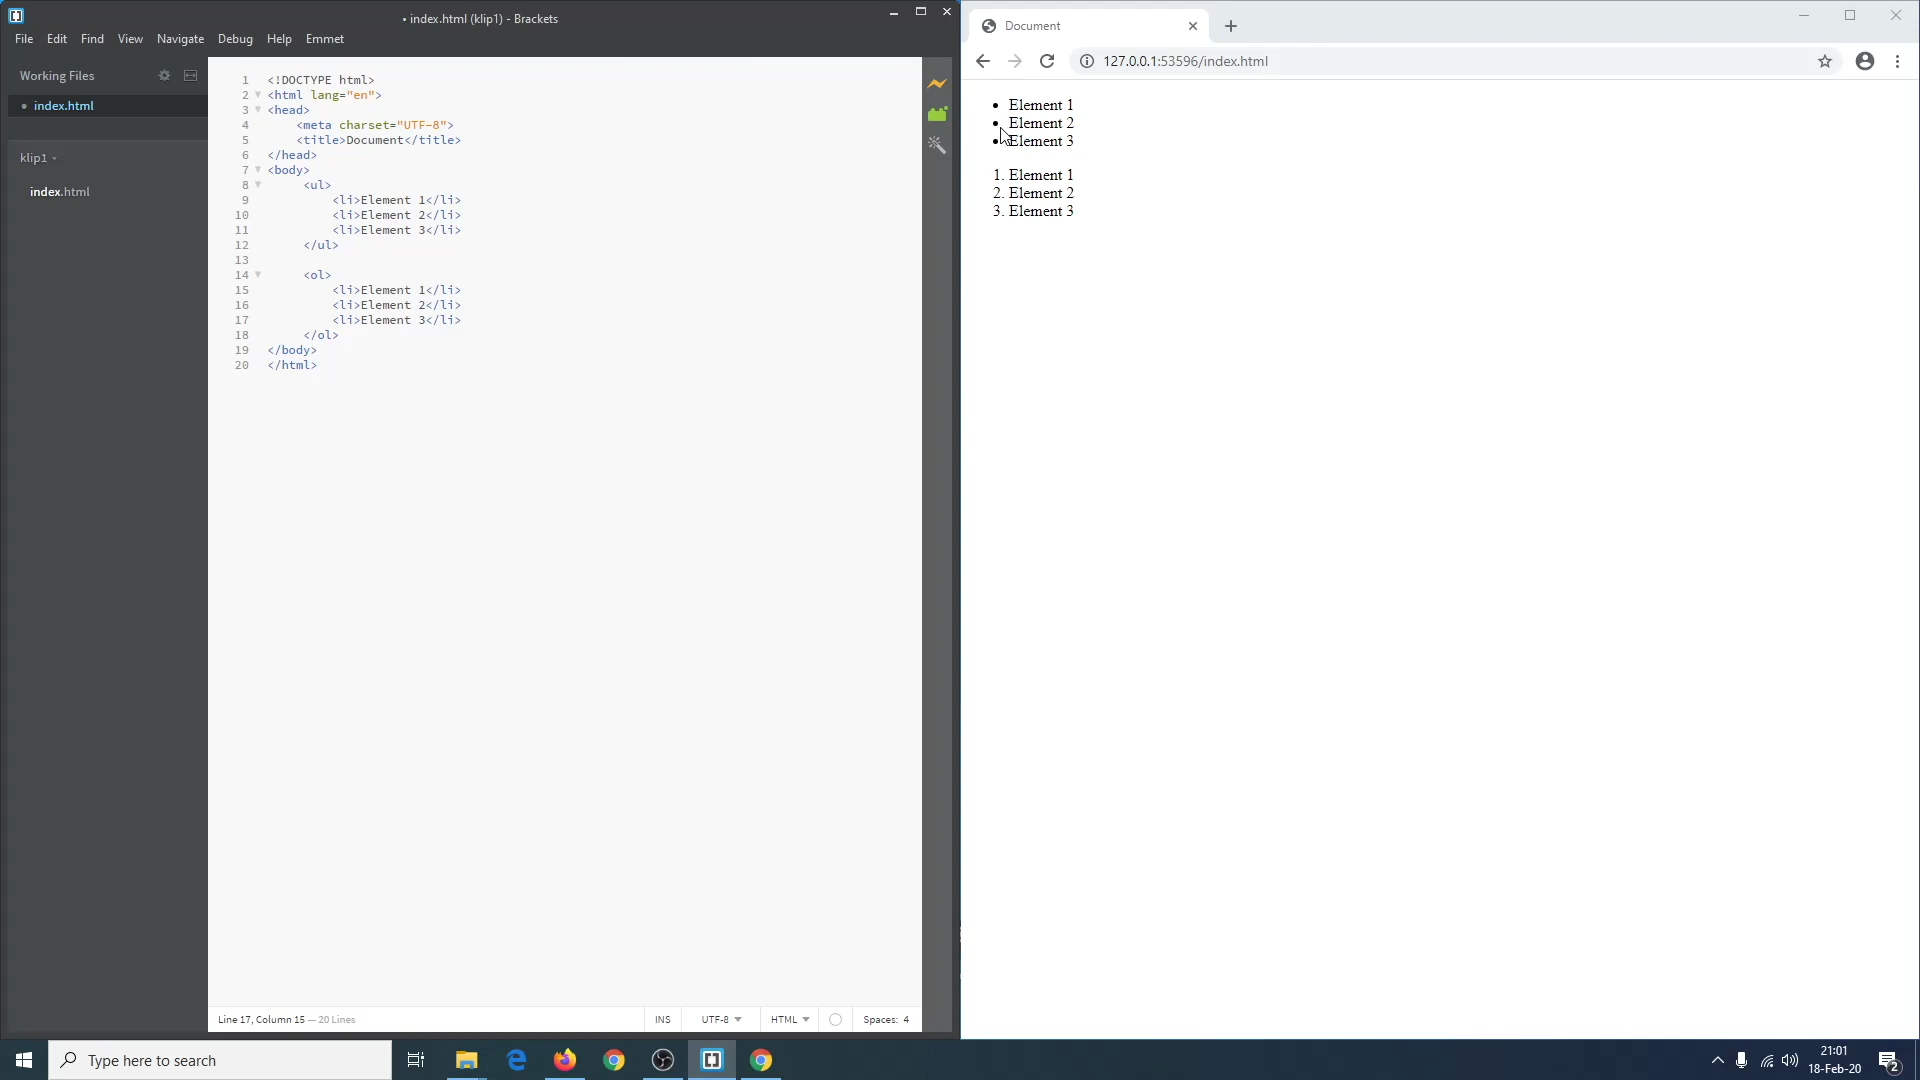 • index.html (klip1) - Brackets
File Edit Find View Navigate Debug Help Emmet
Working Files
• index.html
klip1
index.html
1 <!DOCTYPE html>
2 <html lang="en">
3 <head>
4 <meta charset="UTF-8">
5 <title>Document</title>
6 </head>
7 <body>
8 <ul>
9 <li>Element 1</li>
10 <li>Element 2</li>
11 <li>Element 3</li>
12 </ul>
13
14 <ol>
15 <li>Element 1</li>
16 <li>Element 2</li>
17 <li>Element 3</li>
18 </ol>
19 </body>
20 </html>
Line 17, Column 15 — 20 Lines
INS UTF-8 HTML Spaces: 4
Document
127.0.0.1:53596/index.html
• Element 1
• Element 2
• Element 3
1. Element 1
2. Element 2
3. Element 3
Type here to search
21:01
18-Feb-20
2